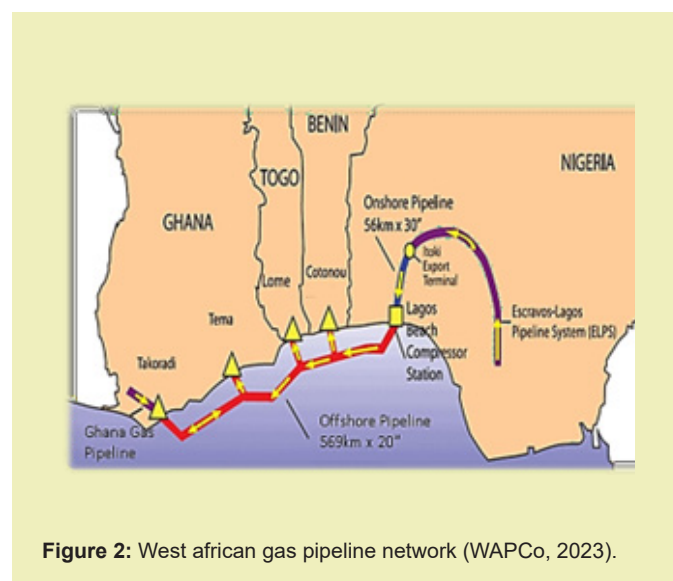 BENIN
NIGERIA
TOGO
Onshore Pipeline
56km x 30"
GHANA
Itoki
Export
Terminal
Lome
Cotonou
Lagos
Beach
Compressor
Station
Escravos-Lagos
Pipeline System (ELPS)
Tema
Takoradi
Ghana Gas
Pipeline
Offshore Pipeline
569km x 20"
Figure 2: West african gas pipeline network (WAPCo, 2023).